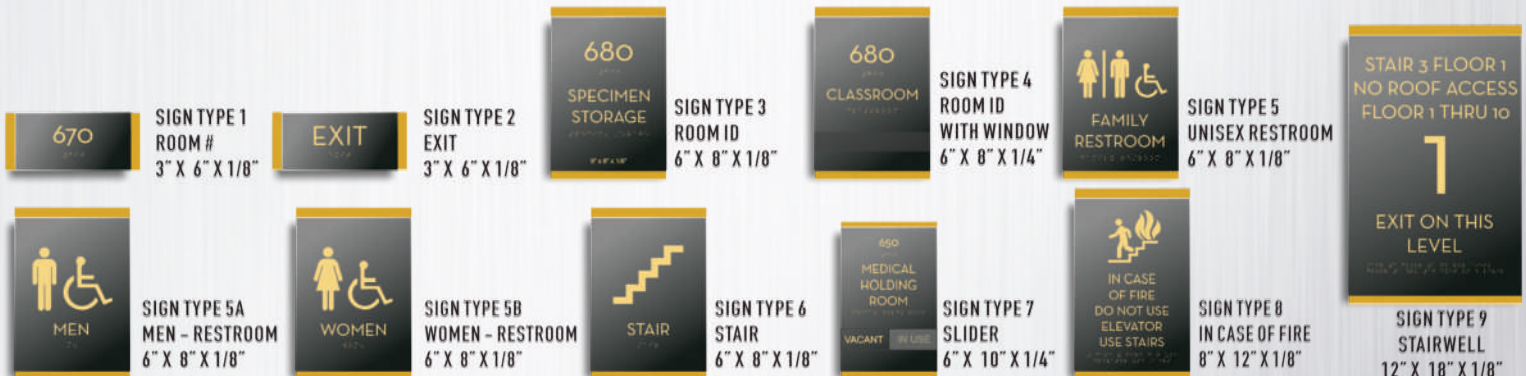 670
SIGN TYPE 1
ROOM #
3” X 6” X 1/8”
EXIT
SIGN TYPE 2
EXIT
3” X 6” X 1/8”
680
SPECIMEN
STORAGE
6" x 8" x 1/8"
SIGN TYPE 3
ROOM ID
6” X 8” X 1/8”
680
CLASSROOM
SIGN TYPE 4
ROOM ID
WITH WINDOW
6” X 8” X 1/4”
FAMILY
RESTROOM
SIGN TYPE 5
UNISEX RESTROOM
6” X 8” X 1/8”
STAIR 3 FLOOR 1
NO ROOF ACCESS
FLOOR 1 THRU 10
1
EXIT ON THIS
LEVEL
SIGN TYPE 9
STAIRWELL
12” X 18” X 1/8”
MEN
SIGN TYPE 5A
MEN – RESTROOM
6” X 8” X 1/8”
WOMEN
SIGN TYPE 5B
WOMEN – RESTROOM
6” X 8” X 1/8”
STAIR
SIGN TYPE 6
STAIR
6” X 8” X 1/8”
650
MEDICAL
HOLDING
ROOM
VACANT IN USE
SIGN TYPE 7
SLIDER
6” X 10” X 1/4”
IN CASE
OF FIRE
DO NOT USE
ELEVATOR
USE STAIRS
SIGN TYPE 8
IN CASE OF FIRE
8” X 12” X 1/8”